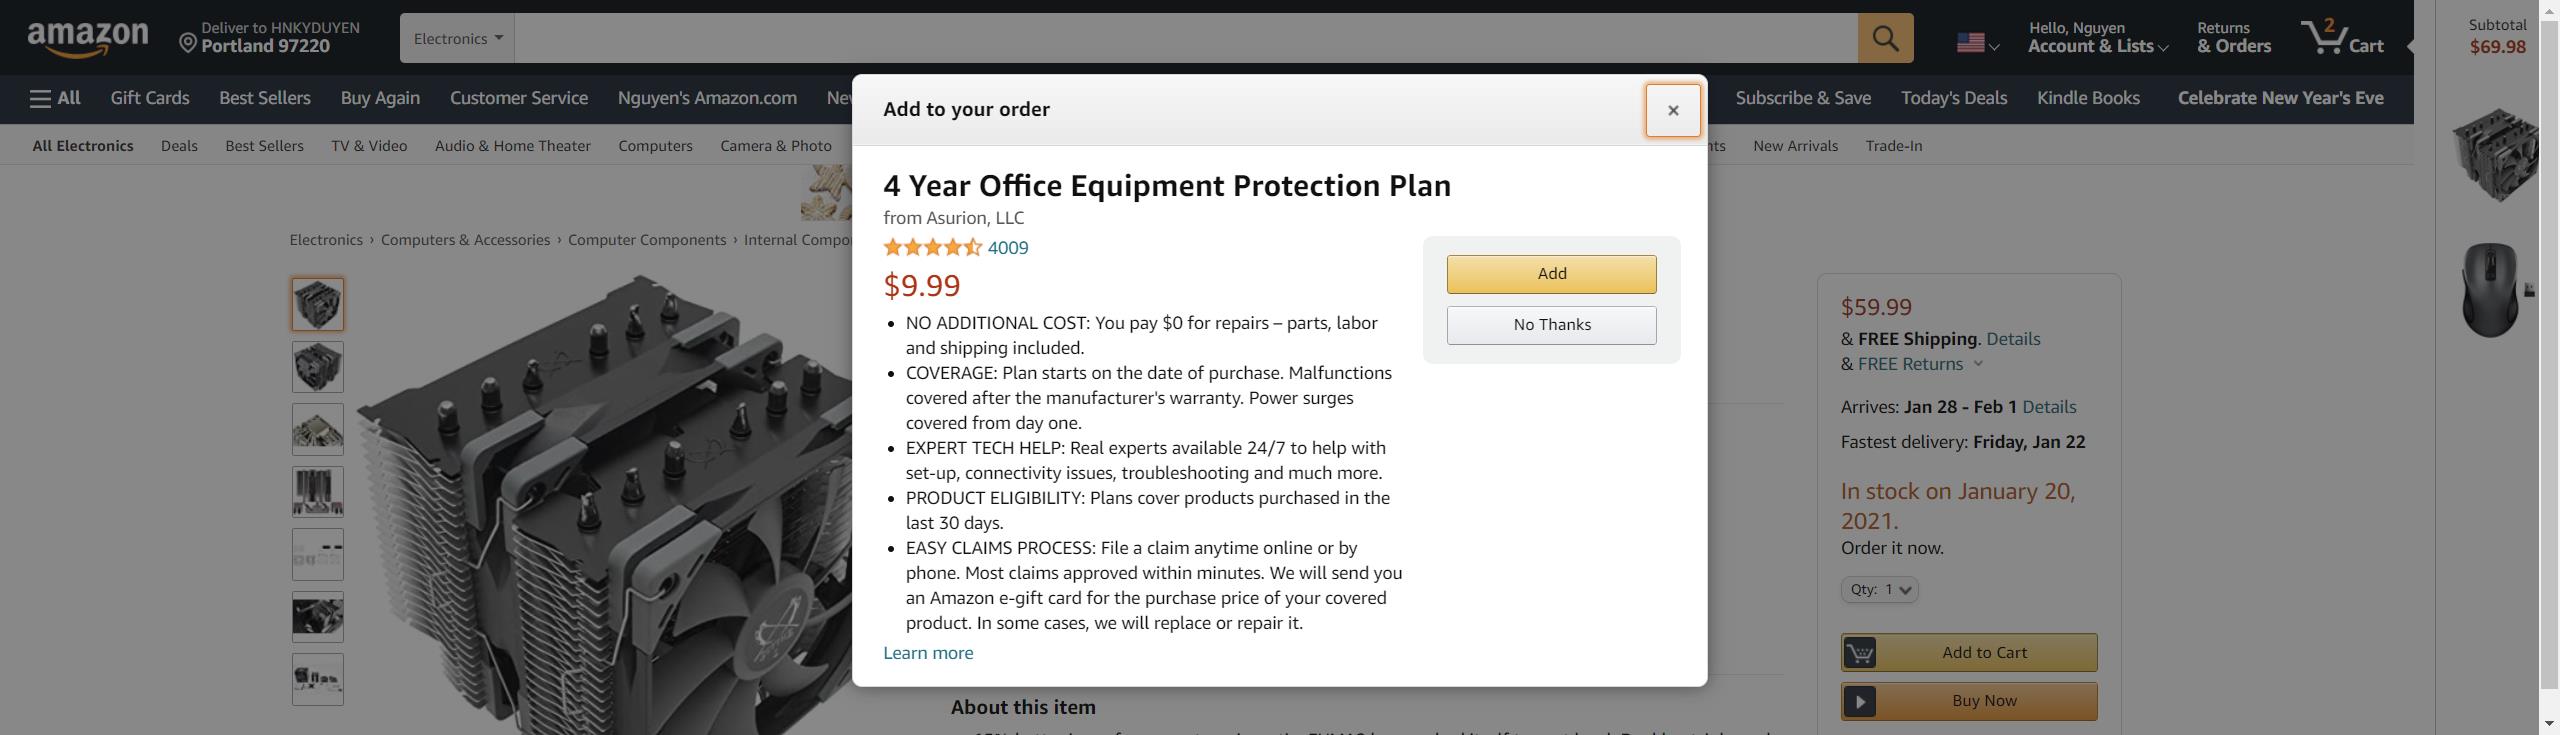 amazon
Deliver to HNKYDUYEN
Portland 97220
Electronics
Hello, Nguyen
Account & Lists
Returns
& Orders
2
Cart
Subtotal
$69.98
All
Gift Cards
Best Sellers
Buy Again
Customer Service
Nguyen's Amazon.com
Subscribe & Save
Today's Deals
Kindle Books
Celebrate New Year's Eve
All Electronics
Deals
Best Sellers
TV & Video
Audio & Home Theater
Computers
Camera & Photo
New Arrivals
Trade-In
Electronics › Computers & Accessories › Computer Components ›
Add to your order
×
4 Year Office Equipment Protection Plan
from Asurion, LLC
4009
$9.99
• NO ADDITIONAL COST: You pay $0 for repairs – parts, labor
and shipping included.
• COVERAGE: Plan starts on the date of purchase. Malfunctions
covered after the manufacturer's warranty. Power surges
covered from day one.
• EXPERT TECH HELP: Real experts available 24/7 to help with
set-up, connectivity issues, troubleshooting and much more.
• PRODUCT ELIGIBILITY: Plans cover products purchased in the
last 30 days.
• EASY CLAIMS PROCESS: File a claim anytime online or by
phone. Most claims approved within minutes. We will send you
an Amazon e-gift card for the purchase price of your covered
product. In some cases, we will replace or repair it.
Learn more
Add
No Thanks
$59.99
& FREE Shipping. Details
& FREE Returns
Arrives: Jan 28 - Feb 1 Details
Fastest delivery: Friday, Jan 22
In stock on January 20,
2021.
Order it now.
Qty: 1
Add to Cart
Buy Now
About this item